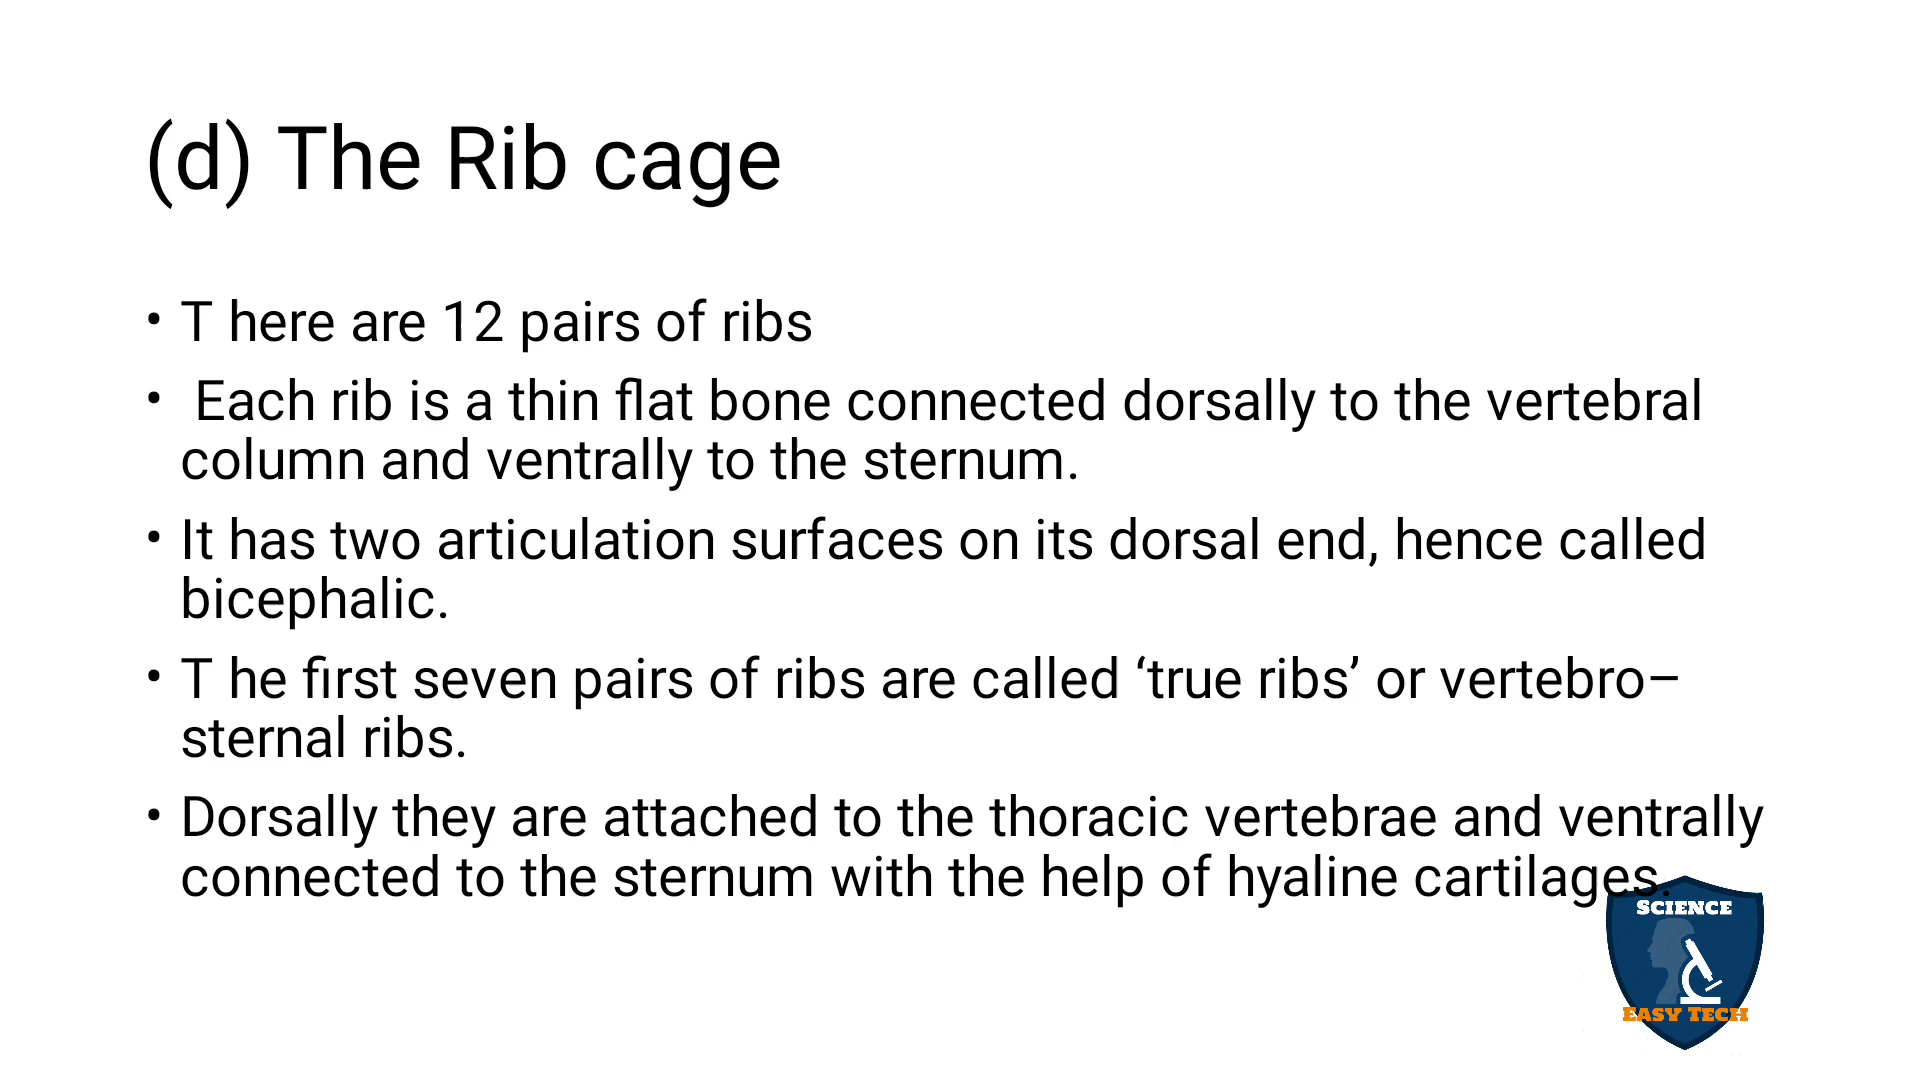 (d) The Rib cage
• T here are 12 pairs of ribs
• Each rib is a thin flat bone connected dorsally to the vertebral
column and ventrally to the sternum.
• It has two articulation surfaces on its dorsal end, hence called
bicephalic.
• T he first seven pairs of ribs are called ‘true ribs’ or vertebro–
sternal ribs.
• Dorsally they are attached to the thoracic vertebrae and ventrally
connected to the sternum with the help of hyaline cartilages.
SCIENCE
EASY TECH